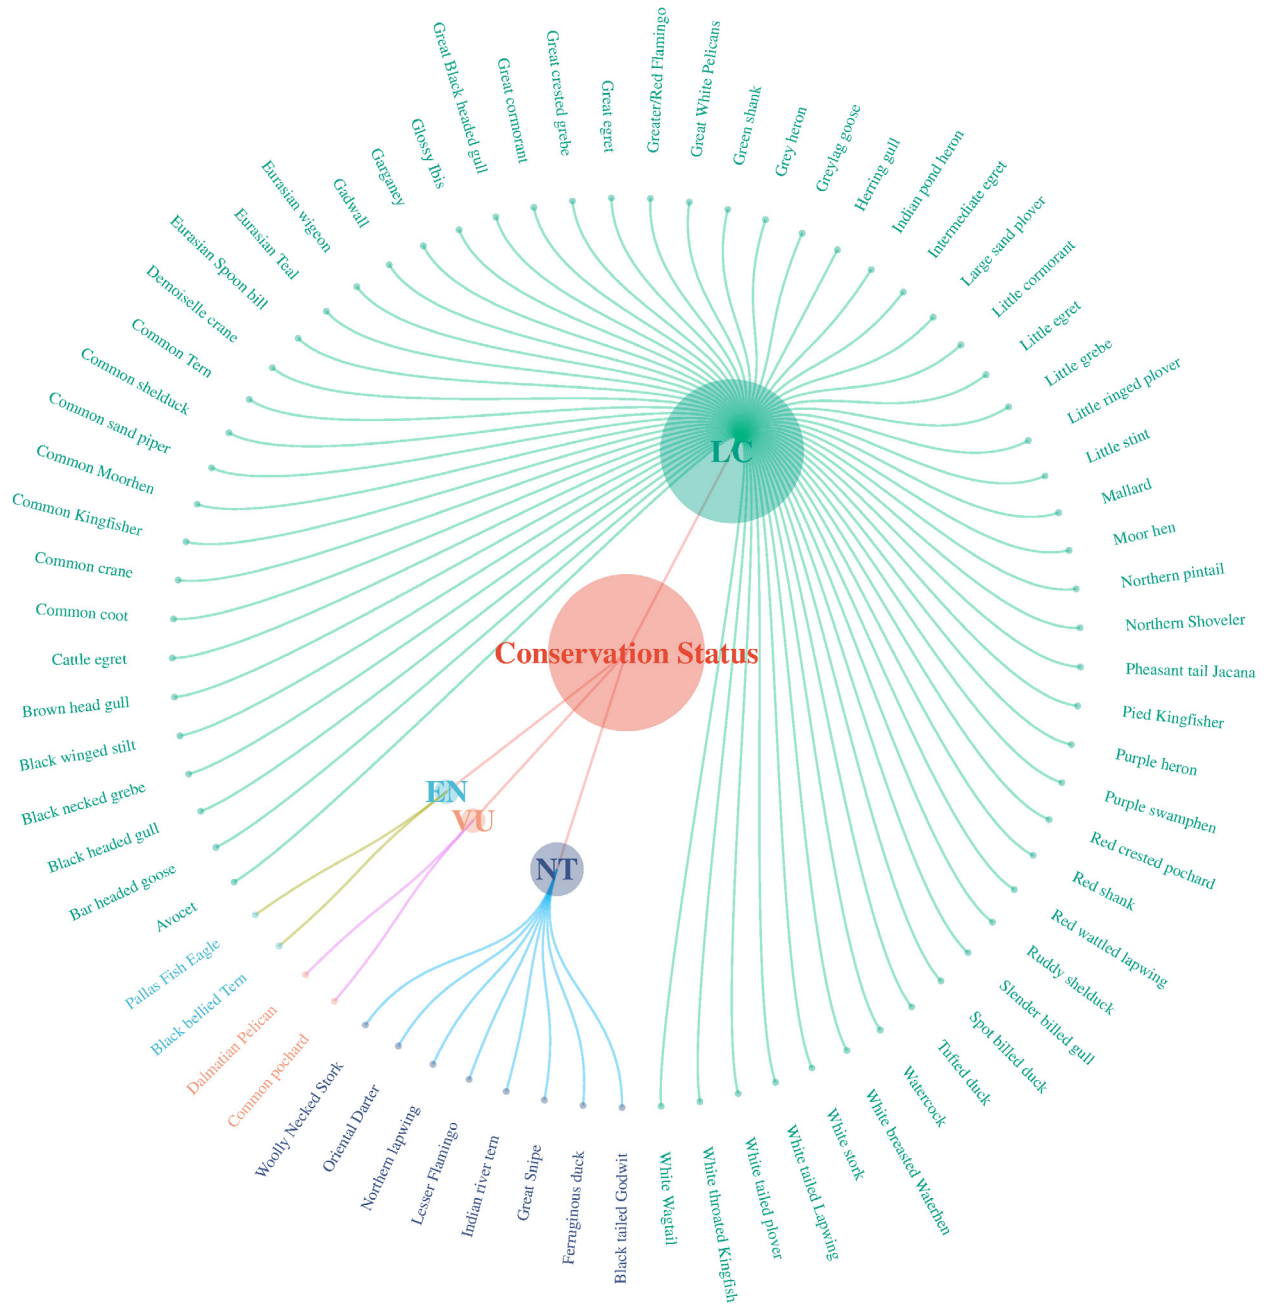 Great Black headed gull
Great cormorant
Great crested grebe
Great egret
Greater/Red Flamingo
Great White Pelicans
Green shank
Grey heron
Greylag goose
Herring gull
Indian pond heron
Intermediate egret
Large sand plover
Little cormorant
Little egret
Little grebe
Little ringed plover
Little stint
Mallard
Moor hen
Northern pintail
Northern Shoveler
Pheasant tail Jacana
Pied Kingfisher
Purple heron
Purple swamphen
Red crested pochard
Red shank
Red wattled lapwing
Ruddy shelduck
Slender billed gull
Spot billed duck
Tufted duck
Watercock
White breasted Waterhen
White stork
White tailed Lapwing
White tailed plover
White throated Kingfish
White Wagtail
Black tailed Godwit
Ferruginous duck
Great Snipe
Indian river tern
Lesser Flamingo
Northern lapwing
Oriental Darter
Woolly Necked Stork
Common pochard
Dalmatian Pelican
Black bellied Tern
Pallas Fish Eagle
Avocet
Bar headed goose
Black headed gull
Black necked grebe
Black winged stilt
Brown head gull
Cattle egret
Common coot
Common crane
Common Kingfisher
Common Moorhen
Common sand piper
Common shelduck
Common Tern
Demoiselle crane
Eurasian Spoon bill
Eurasian Teal
Eurasian wigeon
Gadwall
Garganey
Glossy Ibis
LC
Conservation Status
EN
VU
NT